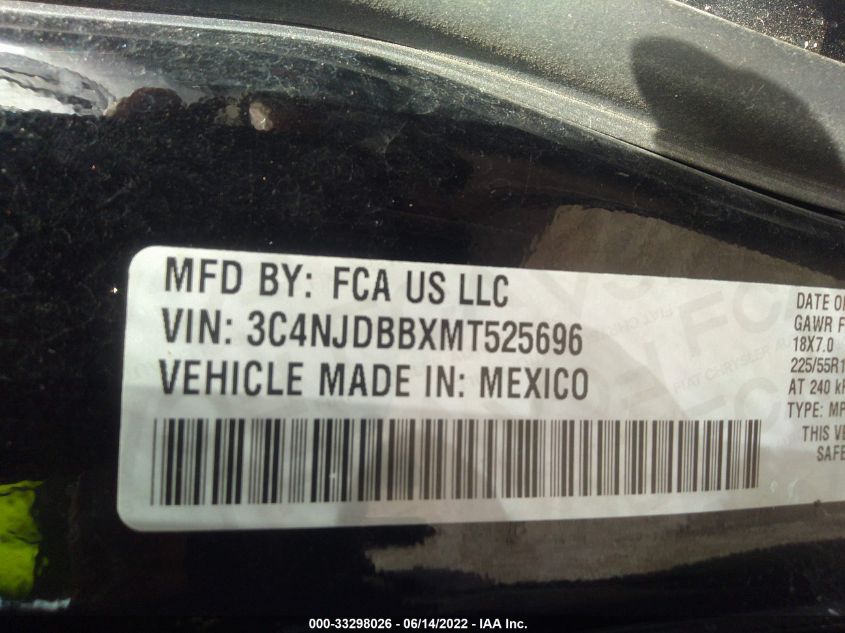 MFD BY: FCA US LLC
VIN: 3C4NJDBBXMT525696
VEHICLE MADE IN: MEXICO
DATE O
GAWR F
18X7.0
225/55R1
AT 240 k
TYPE: MP
THIS VE
SAFE
000-33298026 - 06/14/2022 - IAA Inc.